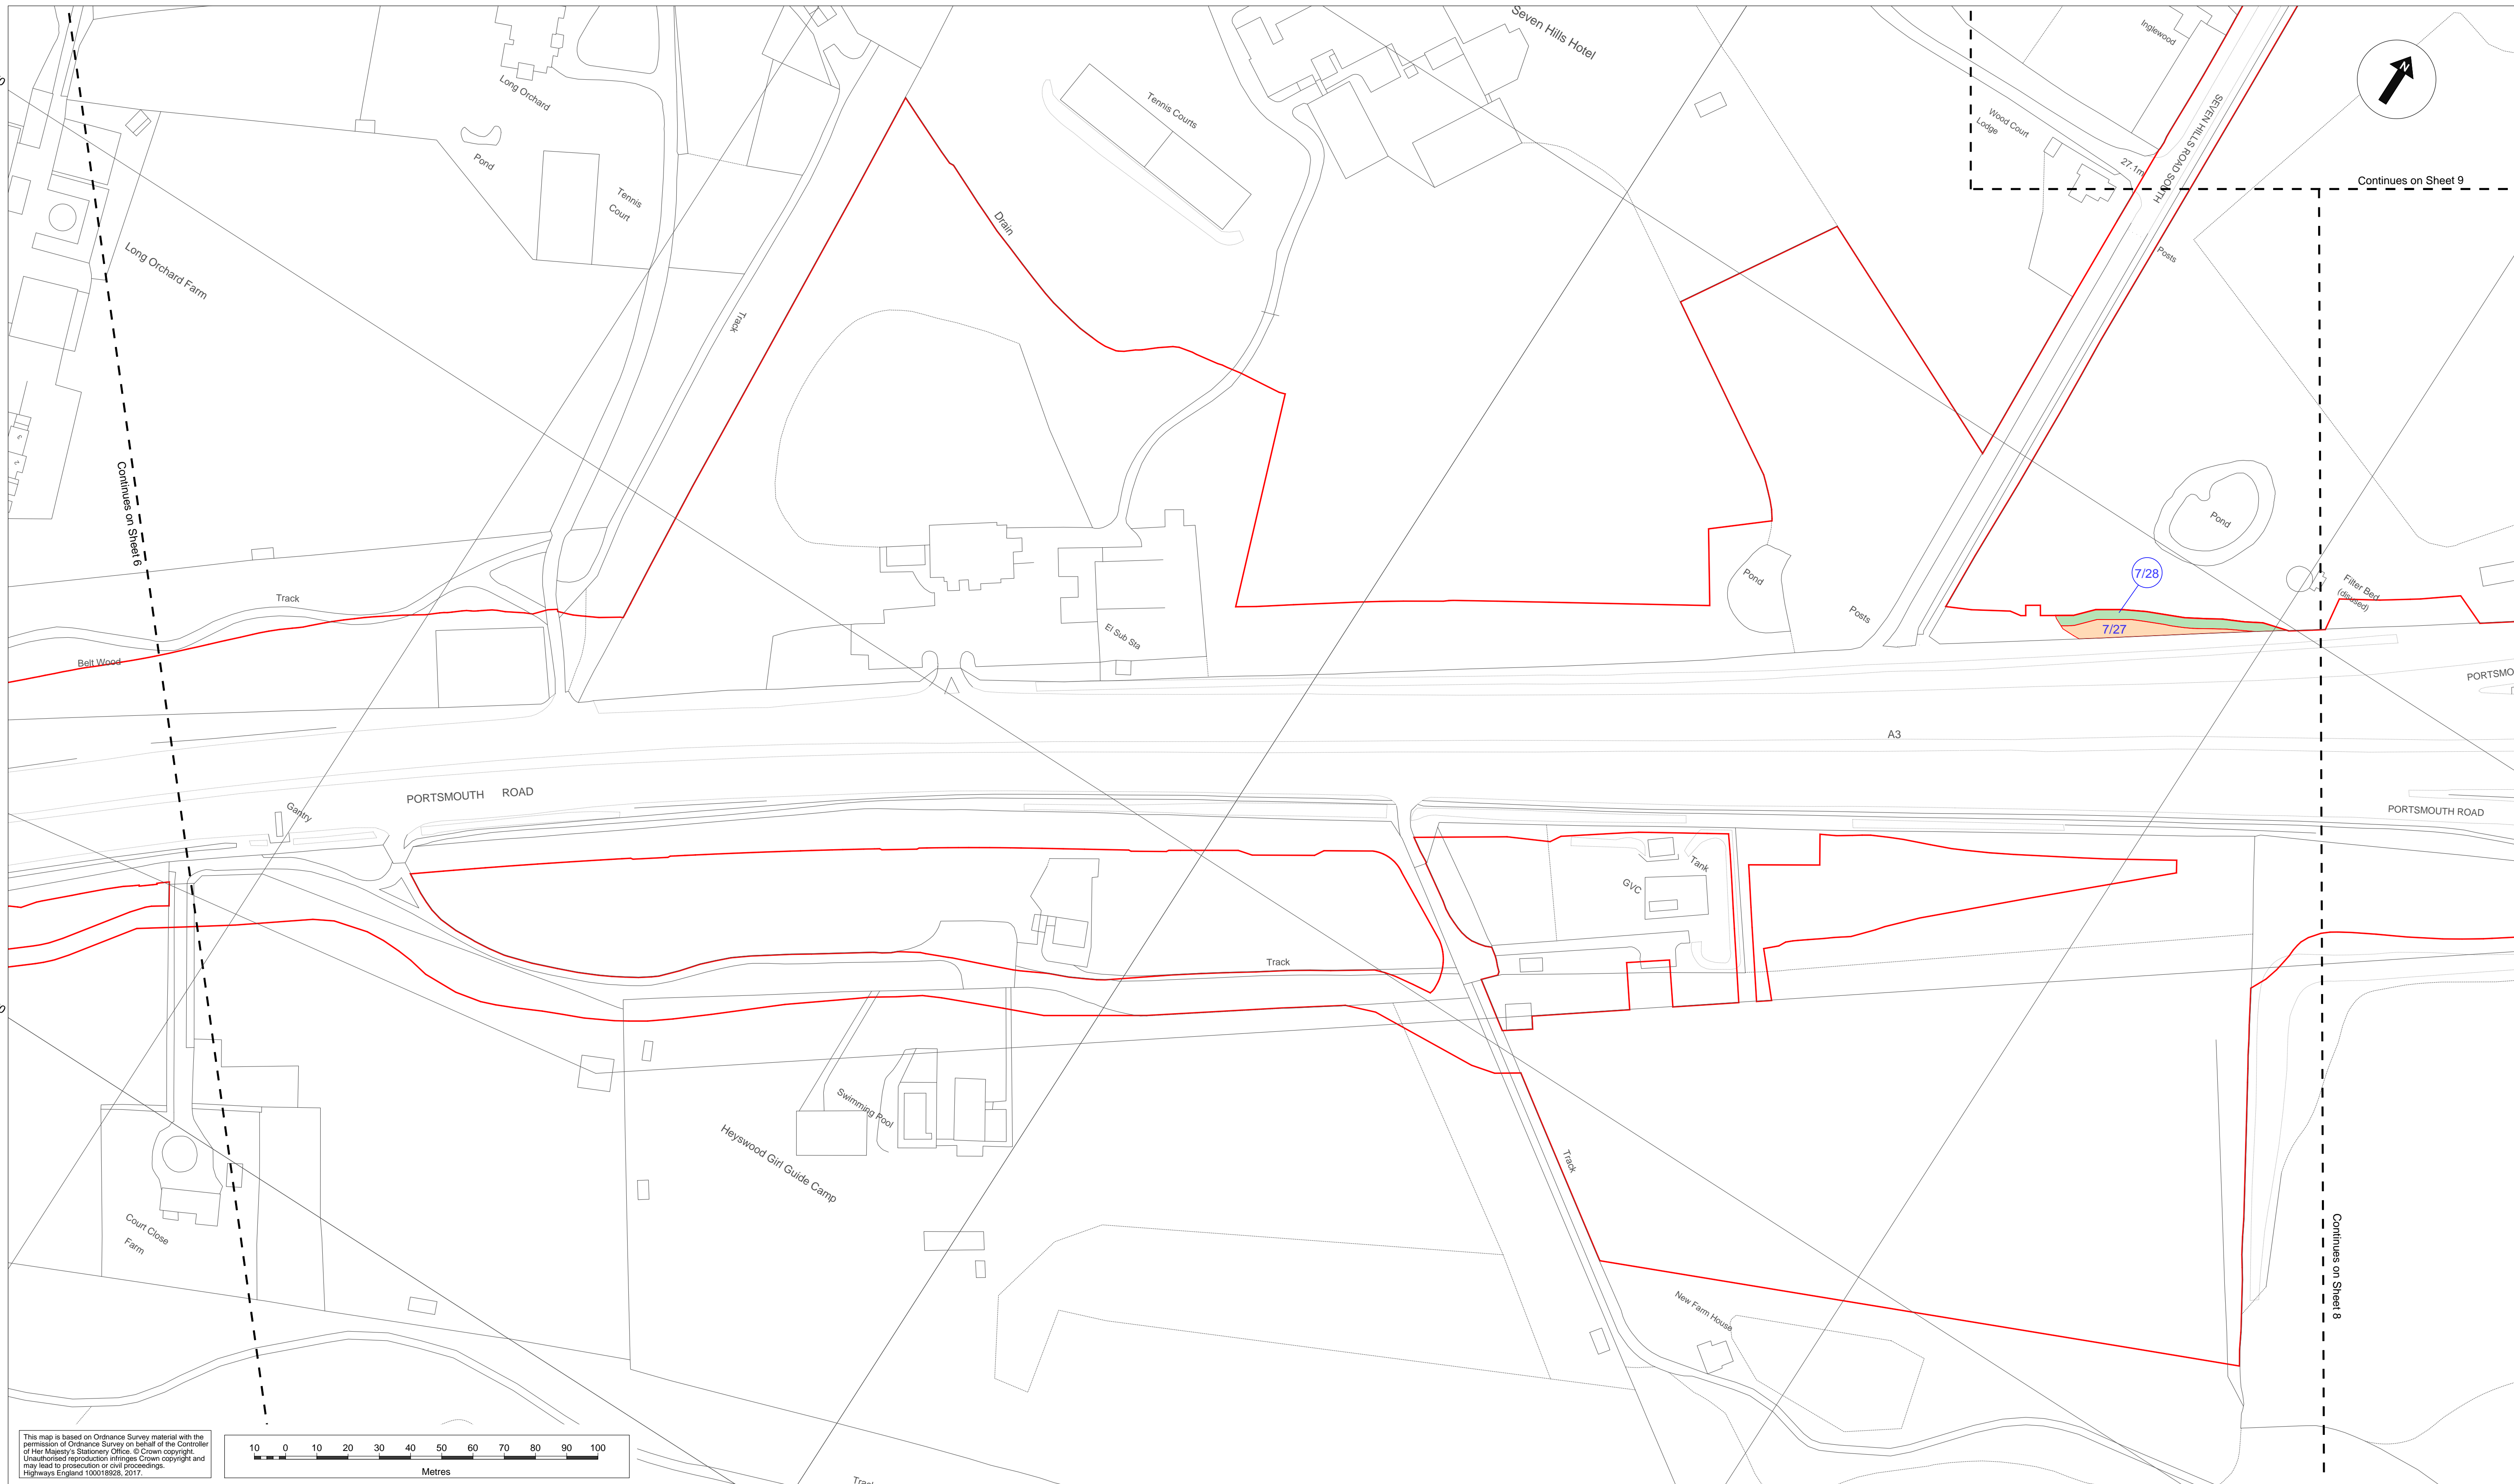 Seven Hills Hotel
Inglewood
N
Long Orchard
Tennis Courts
SEVEN HILLS ROAD SOUTH
Wood Court
Lodge
Pond
27.1m
Continues on Sheet 9
Tennis
Court
Drain
Long Orchard Farm
Posts
Track
Continues on Sheet 6
Pond
7/28
Pond
Filter Bed
(disused)
Track
Posts
7/27
El Sub Sta
Belt Wood
PORTSMO
A3
PORTSMOUTH ROAD
Gantry
PORTSMOUTH ROAD
Tank
GVC
Track
Swimming Pool
Heyswood Girl Guide Camp
Track
Court Close
Farm
Continues on Sheet 8
New Farm House
This map is based on Ordnance Survey material with the
permission of Ordnance Survey on behalf of the Controller
of Her Majesty's Stationery Office. © Crown copyright.
Unauthorised reproduction infringes Crown copyright and
may lead to prosecution or civil proceedings.
Highways England 100018928, 2017.
10 0 10 20 30 40 50 60 70 80 90 100
Metres
Track